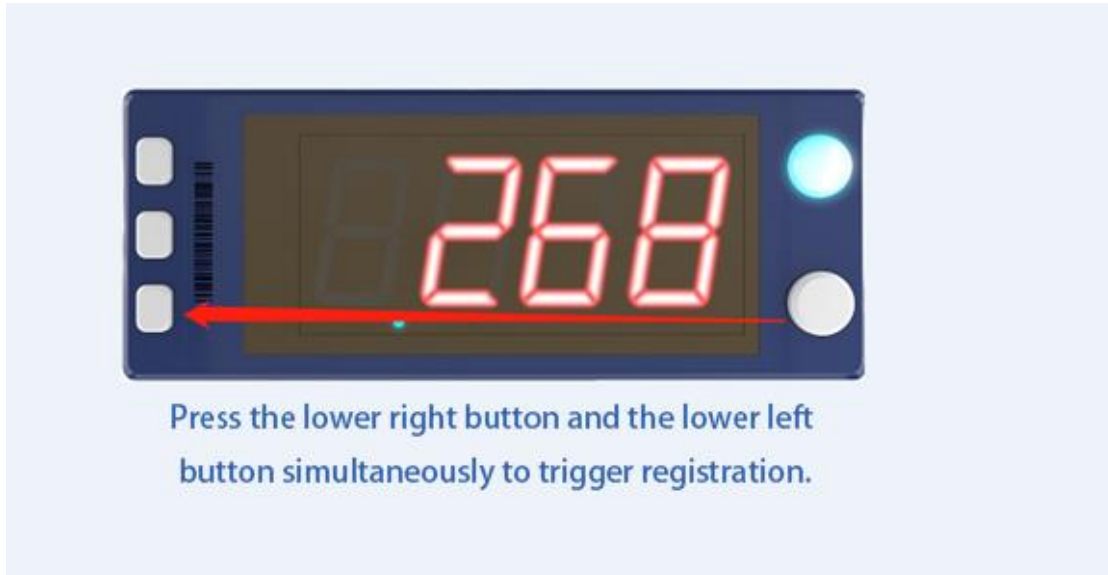 268
Press the lower right button and the lower left
button simultaneously to trigger registration.